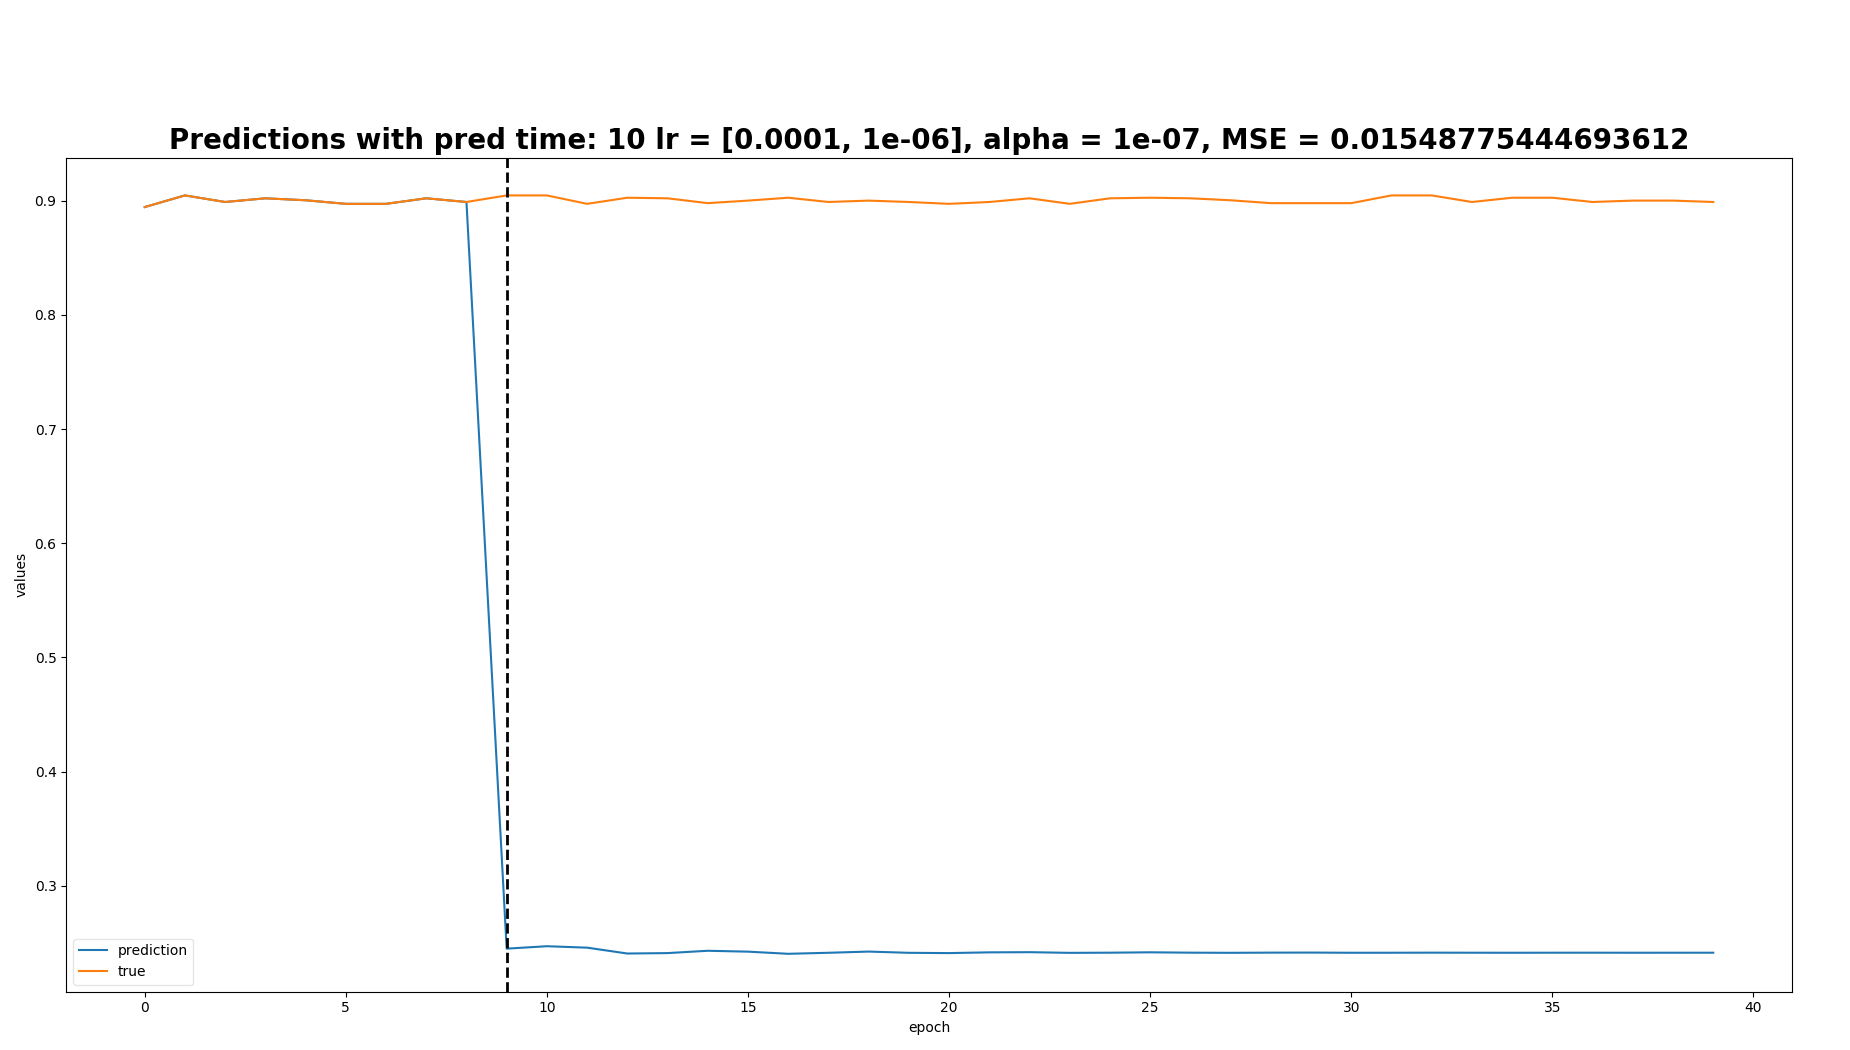 Predictions with pred time: 10 lr = [0.0001, 1e-06], alpha = 1e-07, MSE = 0.01548775444693612
0.9
0.8
0.7
0.6
0.5
0.4
0.3
values
prediction
true
0 5 10 15 20 25 30 35 40
epoch